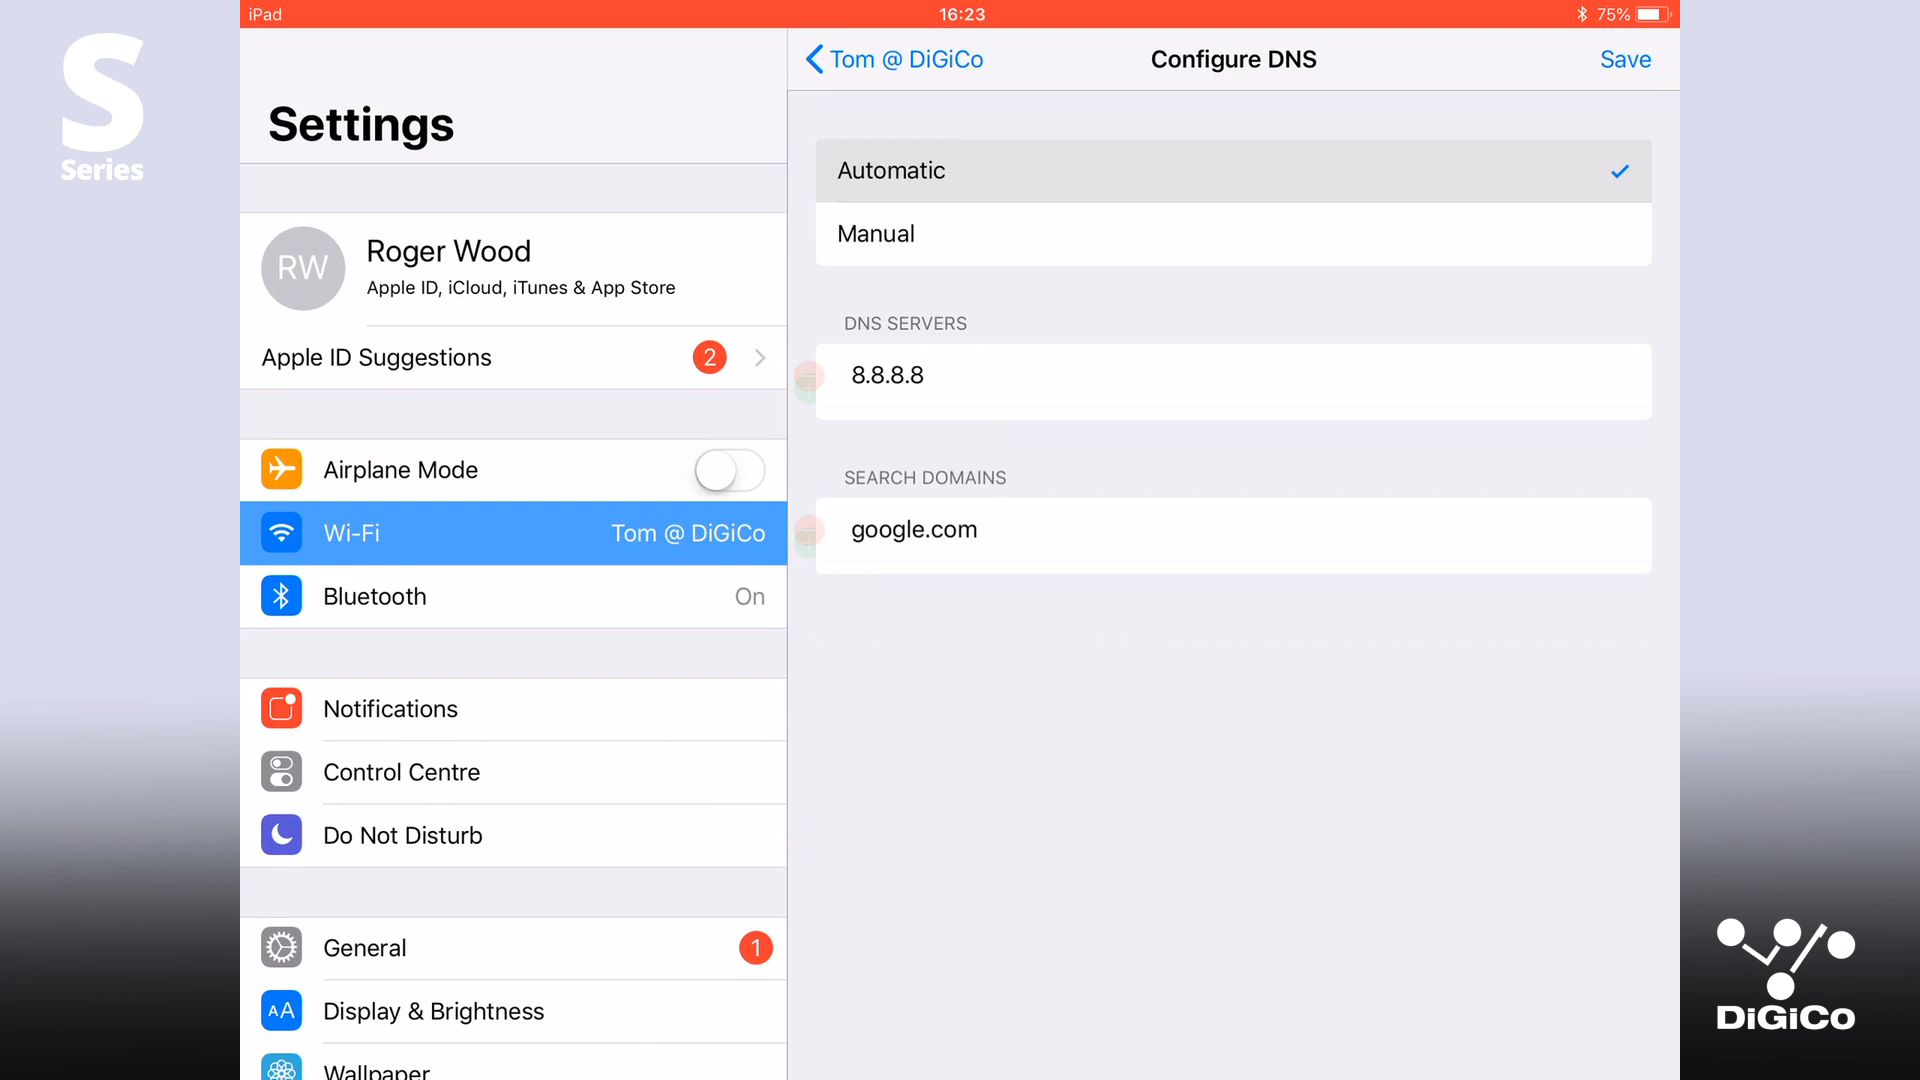 S
Series
iPad
16:23
75%
Settings
RW
Roger Wood
Apple ID, iCloud, iTunes & App Store
Apple ID Suggestions
2
Airplane Mode
Wi-Fi
Tom @ DiGiCo
Bluetooth
On
Notifications
Control Centre
Do Not Disturb
General
1
AA
Display & Brightness
Wallpaper
Tom @ DiGiCo
Configure DNS
Save
Automatic
Manual
DNS SERVERS
8.8.8.8
SEARCH DOMAINS
google.com
DiGiCo